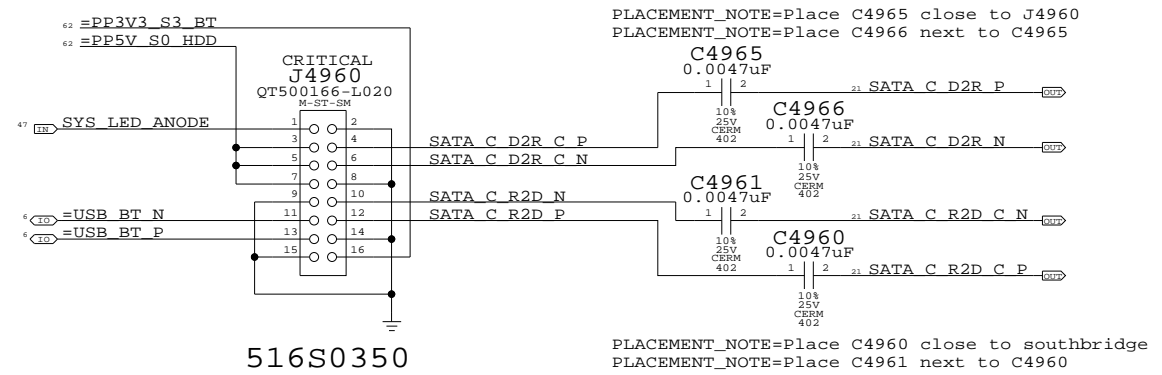 PLACEMENT_NOTE=Place C4965 close to J4960
62 =PP3V3_S3_BT
PLACEMENT_NOTE=Place C4966 next to C4965
62 =PP5V_S0_HDD
C4965
0.0047uF
CRITICAL
J4960
QT500166-L020
M-ST-SM
1 2
21 SATA_C_D2R_P
OUT
10%
25V
CERM
402
C4966
0.0047uF
47 IN SYS_LED_ANODE
1 2
3 4
SATA_C_D2R_C_P
1 2
21 SATA_C_D2R_N
OUT
5 6
SATA_C_D2R_C_N
10%
25V
CERM
402
7 8
C4961
0.0047uF
9 10
SATA_C_R2D_N
6 IO =USB_BT_N
11 12
SATA_C_R2D_P
1 2
21 SATA_C_R2D_C_N
OUT
6 IO =USB_BT_P
13 14
10%
25V
CERM
402
C4960
0.0047uF
15 16
1 2
21 SATA_C_R2D_C_P
OUT
10%
25V
CERM
402
516S0350
PLACEMENT_NOTE=Place C4960 close to southbridge
PLACEMENT_NOTE=Place C4961 next to C4960